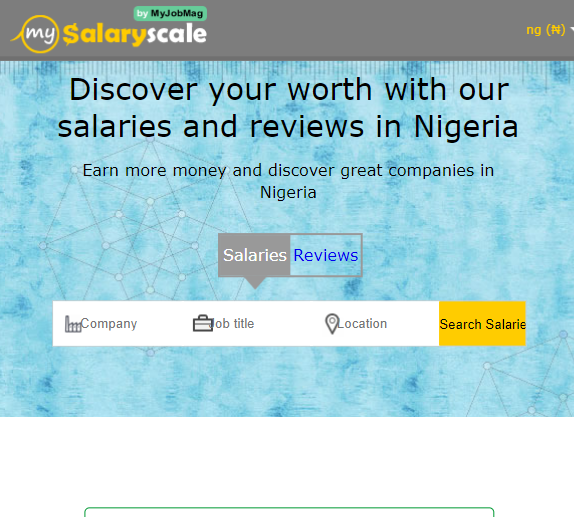 by MyJobMag
my $alaryscale
ng (₦)
Discover your worth with our
salaries and reviews in Nigeria
Earn more money and discover great companies in
Nigeria
Salaries Reviews
Company Job title Location Search Salarie